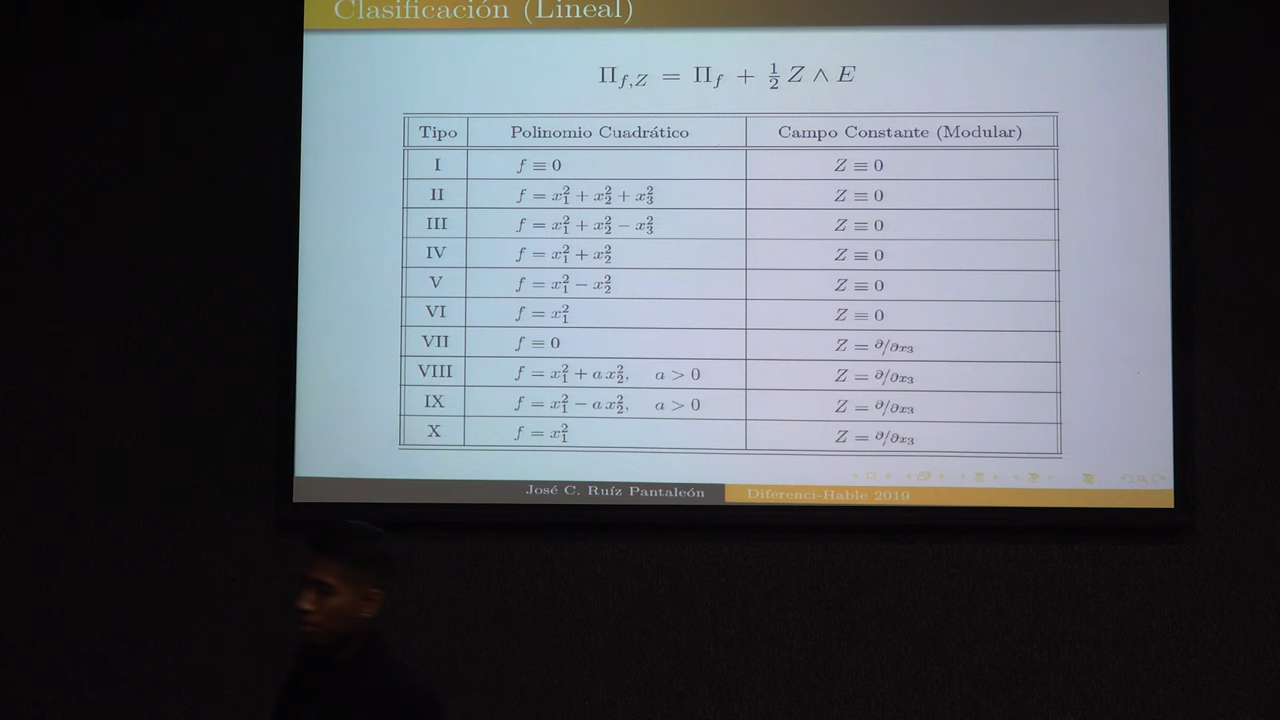 Clasificación (Lineal)
Π_{f,Z} = Π_f + ½ Z ∧ E
Tipo Polinomio Cuadrático Campo Constante (Modular)
I f ≡ 0 Z ≡ 0
II f = x₁² + x₂² + x₃² Z ≡ 0
III f = x₁² + x₂² − x₃² Z ≡ 0
IV f = x₁² + x₂² Z ≡ 0
V f = x₁² − x₂² Z ≡ 0
VI f = x₁² Z ≡ 0
VII f ≡ 0 Z = ∂/∂x₃
VIII f = x₁² + a x₂², a > 0 Z = ∂/∂x₃
IX f = x₁² − a x₂², a > 0 Z = ∂/∂x₃
X f = x₁² Z = ∂/∂x₃
José C. Ruíz Pantaleón Diferenci-Hable 2019